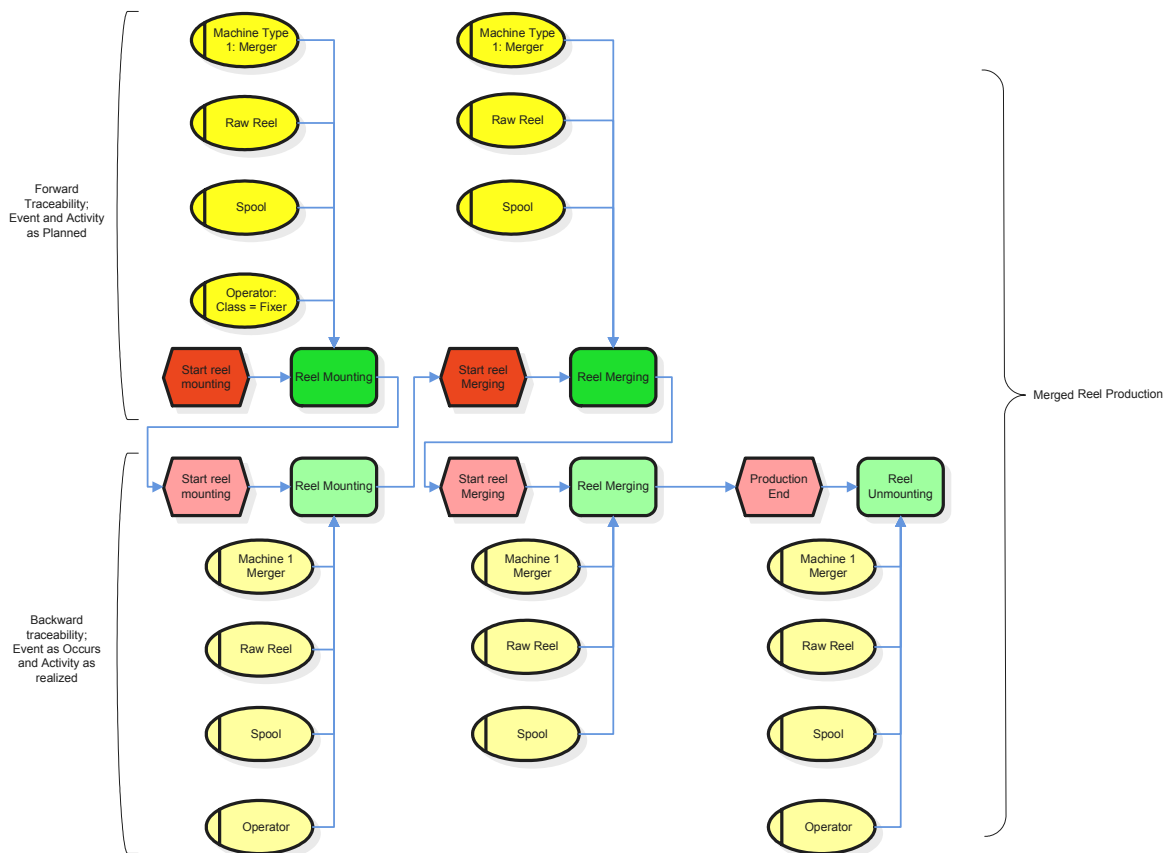 Machine Type
1: Merger
Machine Type
1: Merger
Raw Reel
Raw Reel
Forward
Traceability;
Event and Activity
as Planned
Spool
Spool
Operator:
Class = Fixer
Start reel
mounting
Reel Mounting
Start reel
Merging
Reel Merging
Merged Reel Production
Start reel
mounting
Reel Mounting
Start reel
Merging
Reel Merging
Production
End
Reel
Unmounting
Machine 1
Merger
Machine 1
Merger
Machine 1
Merger
Backward
traceability;
Event as Occurs
and Activity as
realized
Raw Reel
Raw Reel
Raw Reel
Spool
Spool
Spool
Operator
Operator